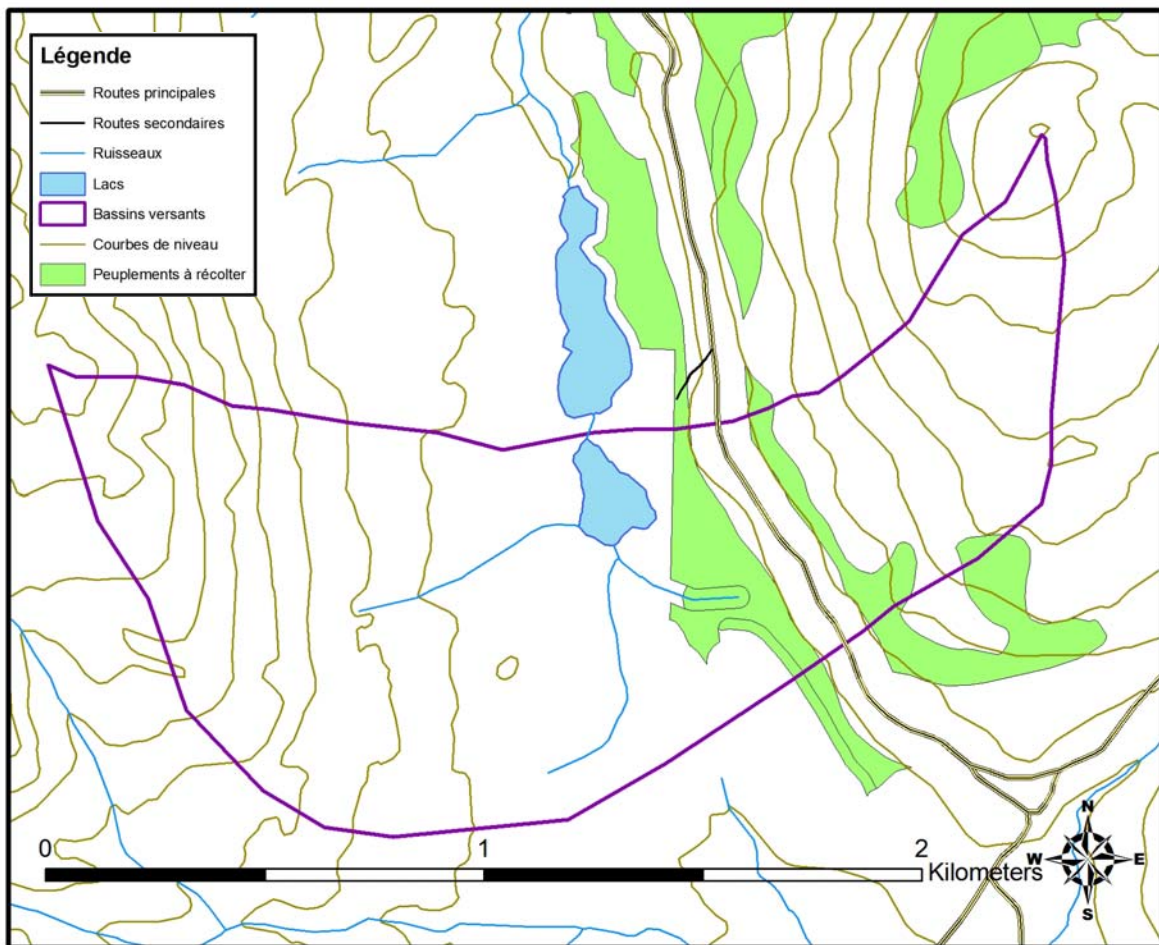 Légende
Routes principales
Routes secondaires
Ruisseaux
Lacs
Bassins versants
Courbes de niveau
Peuplements à récolter
0 1 2
Kilometers
N
W E
S